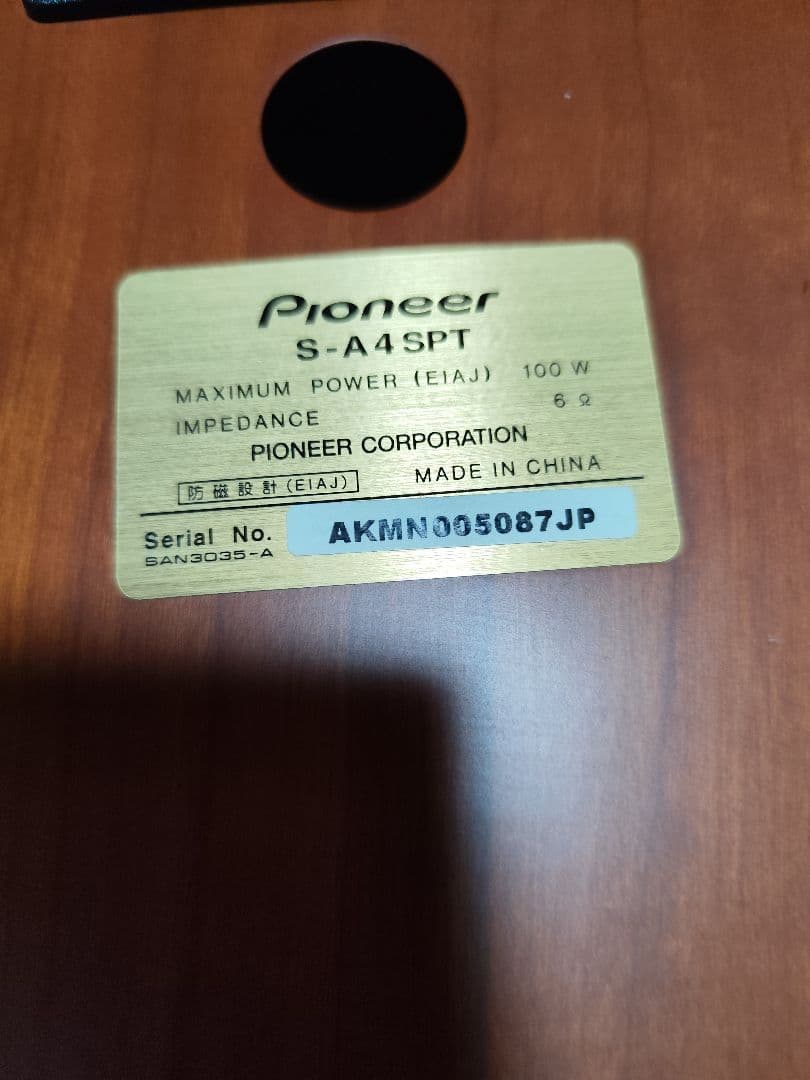 Pioneer
S-A4SPT
MAXIMUM POWER (EIAJ) 100 W
IMPEDANCE 6 Ω
PIONEER CORPORATION
防磁設計(EIAJ) MADE IN CHINA
Serial No. AKMN005087JP
SAN3035-A